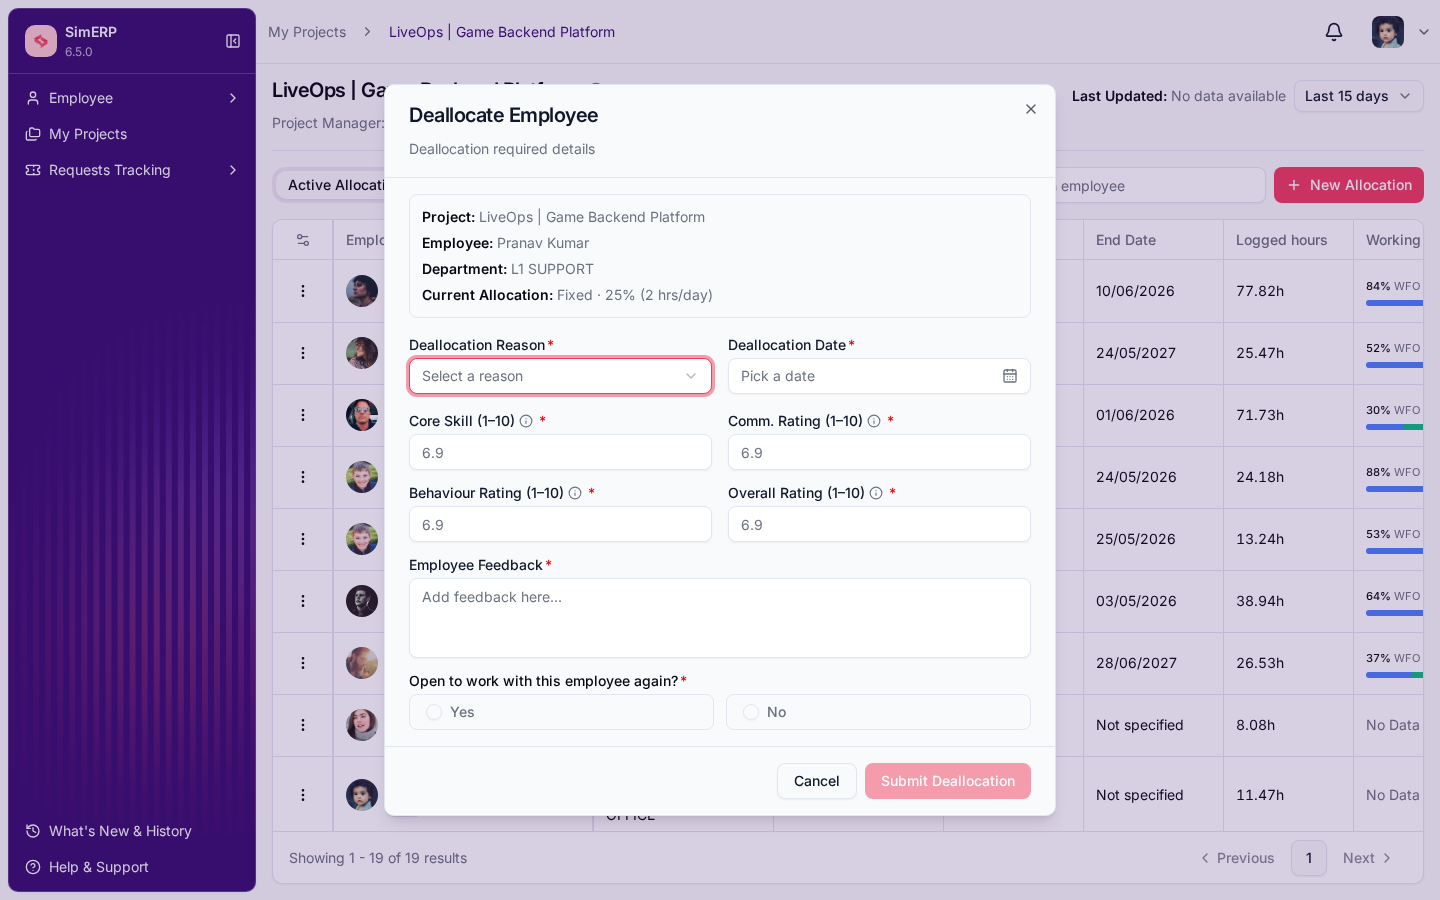 SimERP
6.5.0
Employee
My Projects
Requests Tracking
What's New & History
Help & Support
My Projects
LiveOps | Game Backend Platform
Project Manager:
Last Updated: No data available
Last 15 days
employee
New Allocation
End Date
Logged hours
Working
10/06/2026
77.82h
84% WFO
24/05/2027
25.47h
52% WFO
01/06/2026
71.73h
30% WFO
24/05/2026
24.18h
88% WFO
25/05/2026
13.24h
53% WFO
03/05/2026
38.94h
64% WFO
28/06/2027
26.53h
37% WFO
Not specified
8.08h
No Data
Not specified
11.47h
No Data
Showing 1 - 19 of 19 results
Previous
1
Next
Deallocate Employee
Deallocation required details
Project: LiveOps | Game Backend Platform
Employee: Pranav Kumar
Department: L1 SUPPORT
Current Allocation: Fixed · 25% (2 hrs/day)
Deallocation Reason*
Select a reason
Deallocation Date*
Pick a date
Core Skill (1–10) *
6.9
Comm. Rating (1–10) *
6.9
Behaviour Rating (1–10) *
6.9
Overall Rating (1–10) *
6.9
Employee Feedback*
Add feedback here...
Open to work with this employee again?*
Yes
No
Cancel
Submit Deallocation